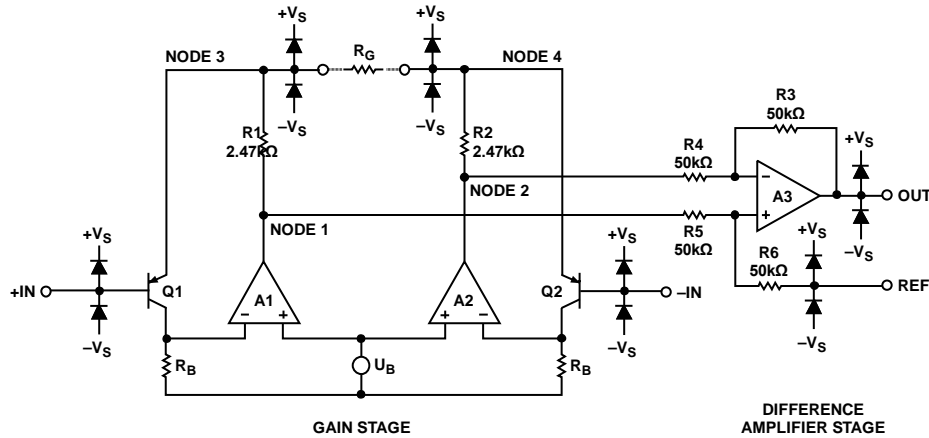 +VS
+VS
NODE 3
RG
NODE 4
–VS
–VS
R1
2.47kΩ
R2
2.47kΩ
R3
50kΩ
R4
50kΩ
+VS
NODE 2
–
A3
+
OUT
NODE 1
R5
50kΩ
–VS
+VS
+VS
+VS
R6
50kΩ
+IN
Q1
A1
A2
Q2
–IN
REF
–
+
+
–
–VS
–VS
–VS
RB
UB
RB
GAIN STAGE
DIFFERENCE
AMPLIFIER STAGE